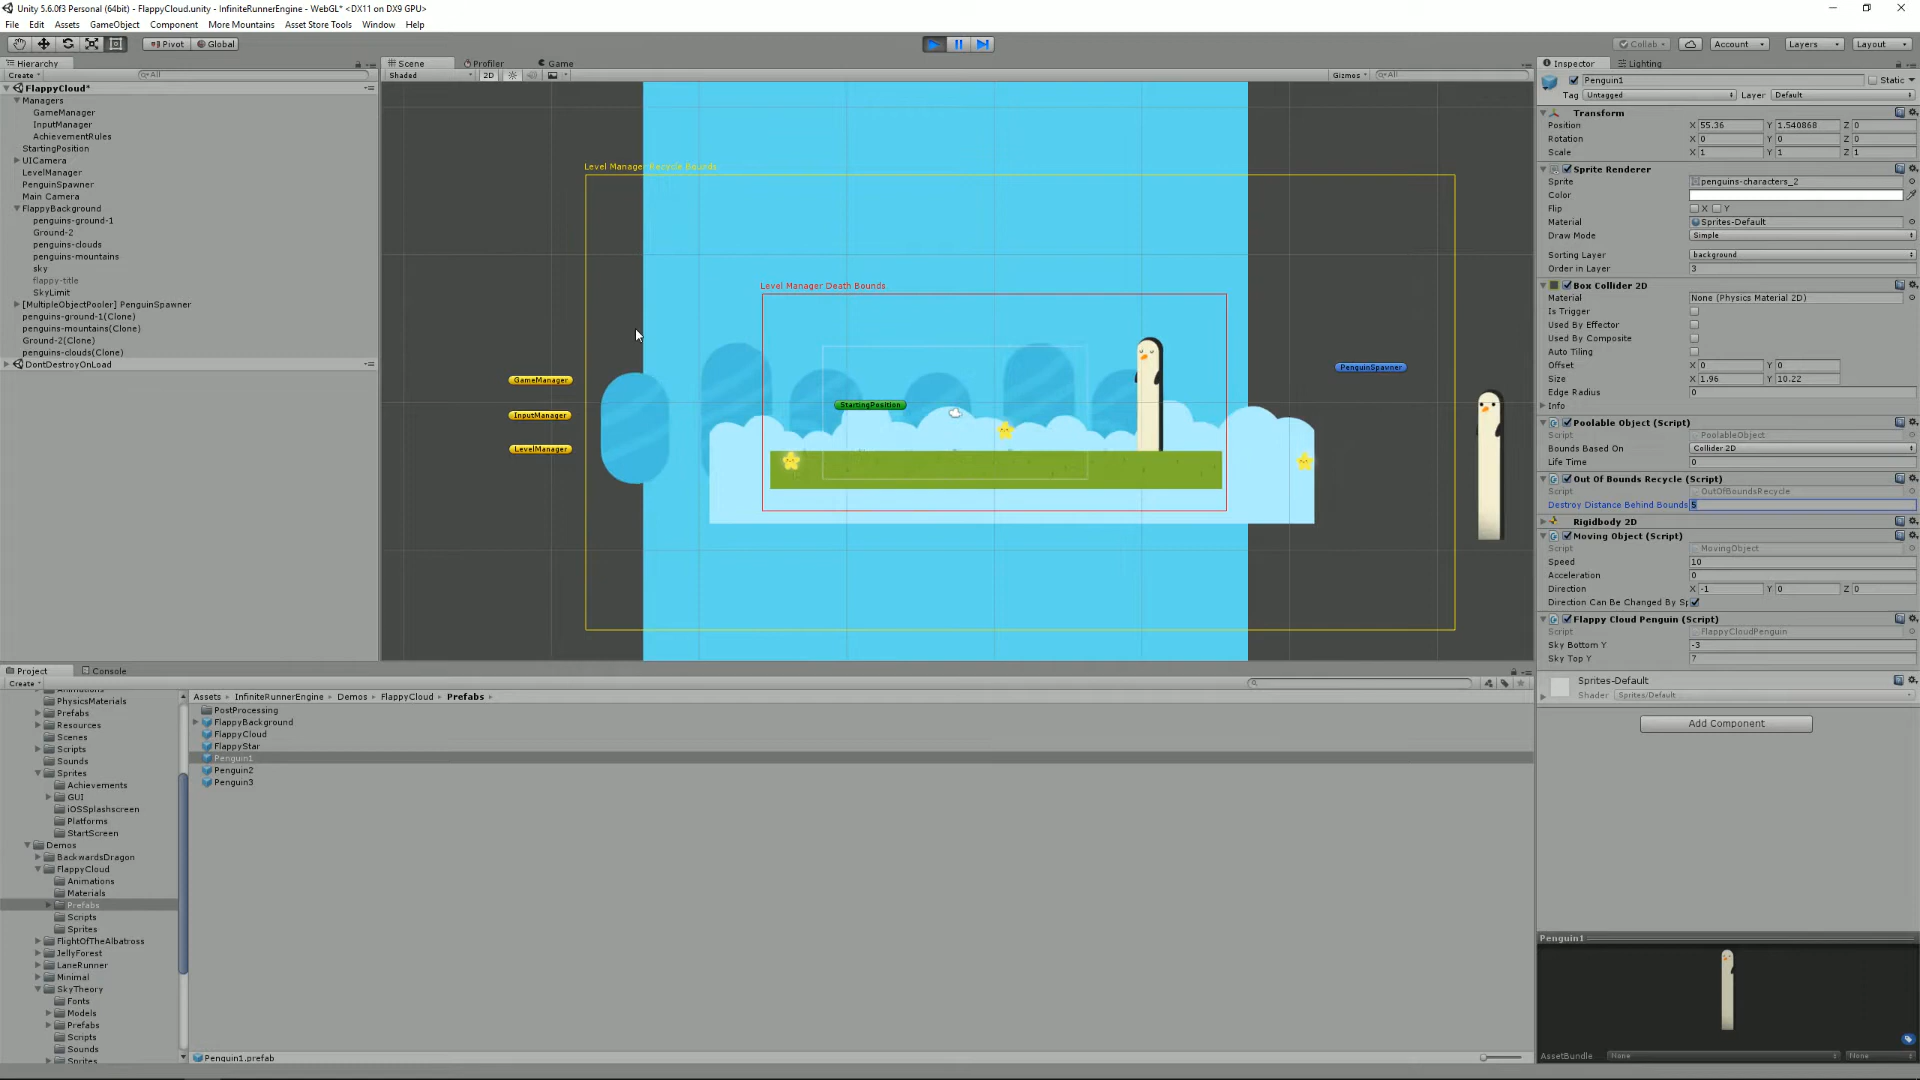 Unity 5.6.0f3 Personal (64bit) - FlappyCloud.unity - InfiniteRunnerEngine - WebGL* <DX11 on DX9 GPU>
File Edit Assets GameObject Component More Mountains Asset Store Tools Window Help
Pivot Global Collab Account Layers Layout
Hierarchy
Create All
FlappyCloud*
Managers
GameManager
InputManager
AchievementRules
StartingPosition
UICamera
LevelManager
PenguinSpawner
Main Camera
FlappyBackground
penguins-ground-1
Ground-2
penguins-clouds
penguins-mountains
sky
flappy-title
SkyLimit
[MultipleObjectPooler] PenguinSpawner
penguins-ground-1(Clone)
penguins-mountains(Clone)
Ground-2(Clone)
penguins-clouds(Clone)
DontDestroyOnLoad
Scene Profiler Game
Shaded 2D Gizmos All
Level Manager Recycle Bounds
Level Manager Death Bounds
GameManager
InputManager
LevelManager
StartingPosition
PenguinSpawner
Inspector Lighting
Penguin1 Static
Tag Untagged Layer Default
Transform
Position X 55.36 Y 1.540868 Z 0
Rotation X 0 Y 0 Z 0
Scale X 1 Y 1 Z 1
Sprite Renderer
Sprite penguins-characters_2
Color
Flip X Y
Material Sprites-Default
Draw Mode Simple
Sorting Layer background
Order in Layer 3
Box Collider 2D
Material None (Physics Material 2D)
Is Trigger
Used By Effector
Used By Composite
Auto Tiling
Offset X 0 Y 0
Size X 1.96 Y 10.22
Edge Radius 0
Info
Poolable Object (Script)
Script PoolableObject
Bounds Based On Collider 2D
Life Time 0
Out Of Bounds Recycle (Script)
Script OutOfBoundsRecycle
Destroy Distance Behind Bounds 5
Rigidbody 2D
Moving Object (Script)
Script MovingObject
Speed 10
Acceleration 0
Direction X -1 Y 0 Z 0
Direction Can Be Changed By Sp
Flappy Cloud Penguin (Script)
Script FlappyCloudPenguin
Sky Bottom Y -3
Sky Top Y 7
Sprites-Default
Shader Sprites/Default
Add Component
Penguin1
AssetBundle None None
Project Console
Create
Animations
PhysicsMaterials
Prefabs
Resources
Scenes
Scripts
Sounds
Sprites
Achievements
GUI
iOSSplashscreen
Platforms
StartScreen
Demos
BackwardsDragon
FlappyCloud
Animations
Materials
Prefabs
Scripts
Sprites
FlightOfTheAlbatross
JellyForest
LaneRunner
Minimal
SkyTheory
Fonts
Models
Prefabs
Scripts
Sounds
Sprites
Assets InfiniteRunnerEngine Demos FlappyCloud Prefabs
PostProcessing
FlappyBackground
FlappyCloud
FlappyStar
Penguin1
Penguin2
Penguin3
Penguin1.prefab